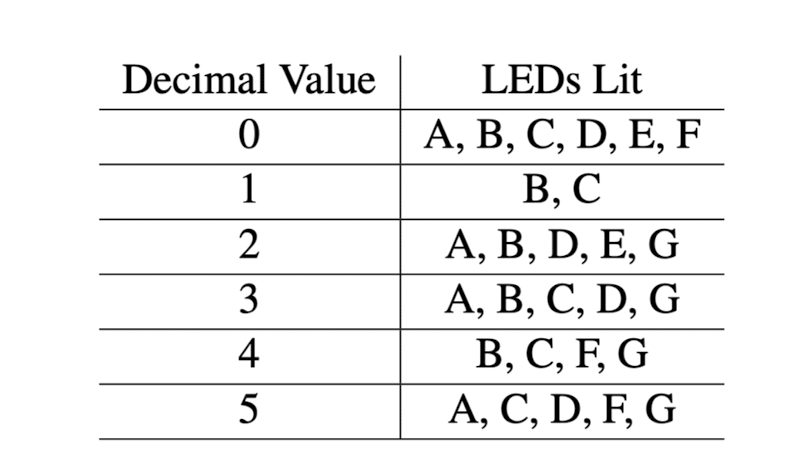 Decimal Value LEDs Lit
0 A, B, C, D, E, F
1 B, C
2 A, B, D, E, G
3 A, B, C, D, G
4 B, C, F, G
5 A, C, D, F, G